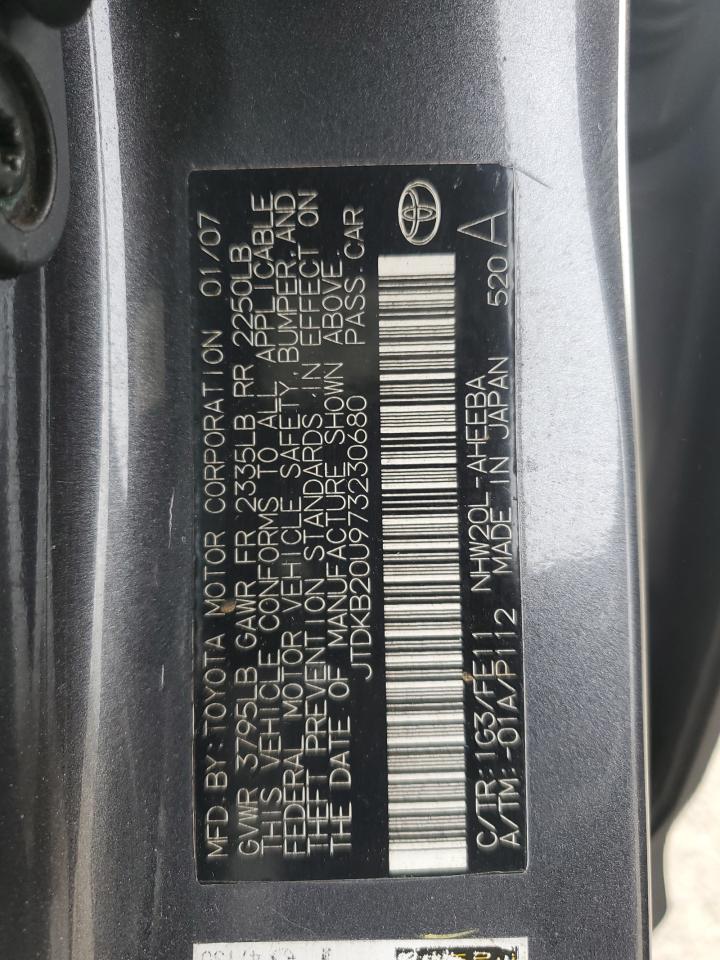 MFD. BY: TOYOTA MOTOR CORPORATION 01/07
GVWR 3795LB GAWR FR 2335LB RR 2250LB
THIS VEHICLE CONFORMS TO ALL APPLICABLE
FEDERAL MOTOR VEHICLE SAFETY, BUMPER, AND
THEFT PREVENTION STANDARDS IN EFFECT ON
THE DATE OF MANUFACTURE SHOWN ABOVE.
JTDKB20U973230680 PASS.CAR
C/TR: 1G3/FE11 NHW20L-AHEEBA
A/TM: -01A/P112 MADE IN JAPAN 520 A